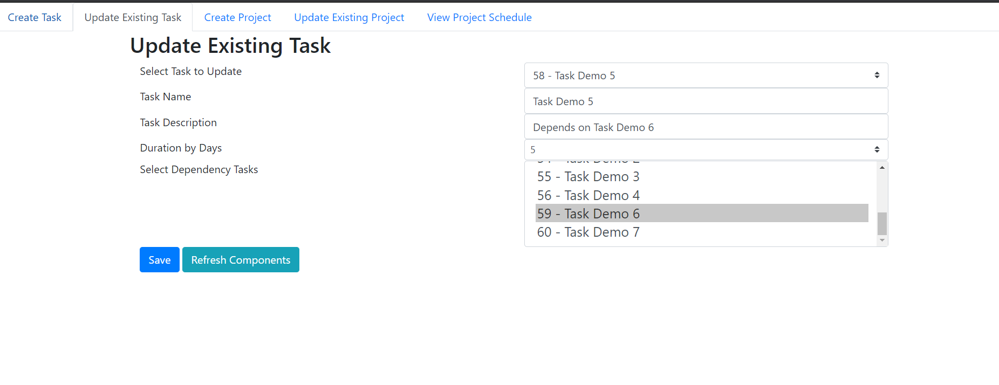 Create Task Update Existing Task Create Project Update Existing Project View Project Schedule
Update Existing Task
Select Task to Update 58 - Task Demo 5
Task Name Task Demo 5
Task Description Depends on Task Demo 6
Duration by Days 5
Select Dependency Tasks
55 - Task Demo 3
56 - Task Demo 4
59 - Task Demo 6
60 - Task Demo 7
Save Refresh Components